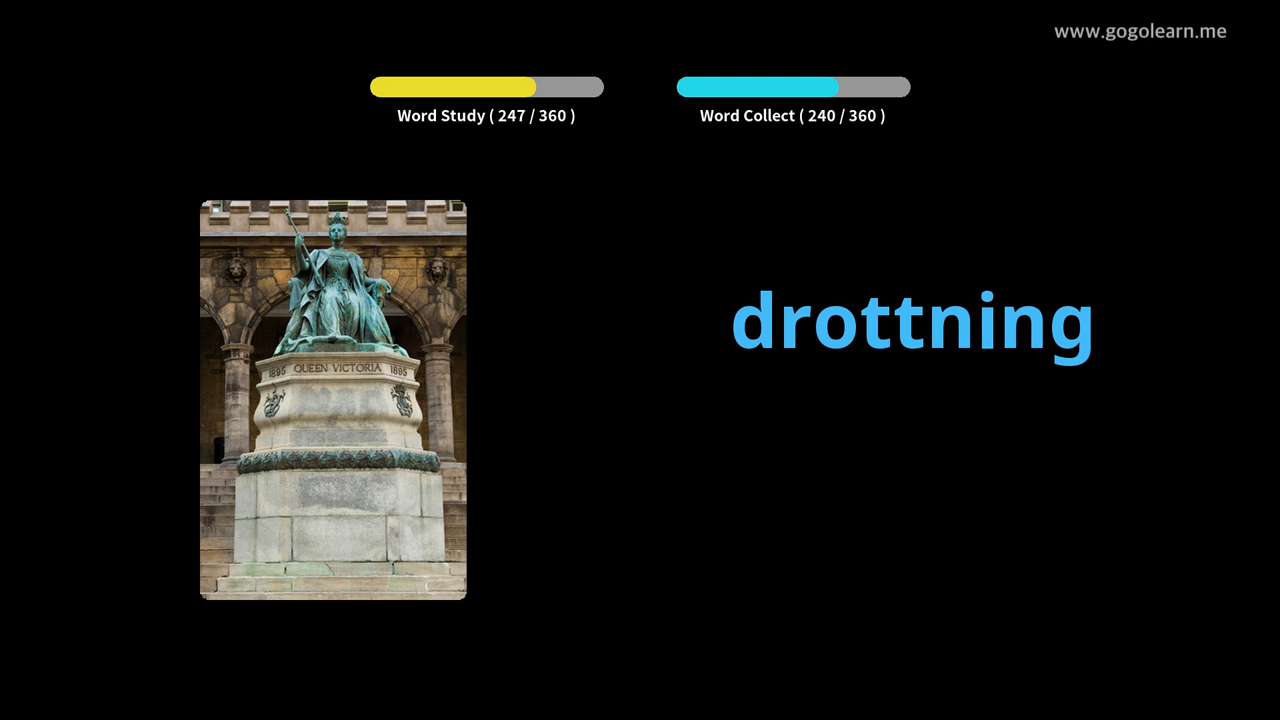 www.gogolearn.me
Word Study ( 247 / 360 )
Word Collect ( 240 / 360 )
1895 QUEEN VICTORIA 1895
drottning